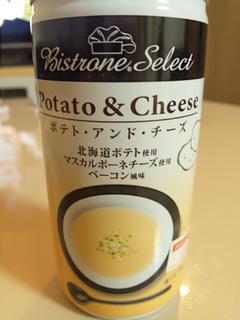 Bistrone. Select
Potato & Cheese
ポテト・アンド・チーズ
北海道ポテト使用
マスカルポーネチーズ使用
ベーコン風味